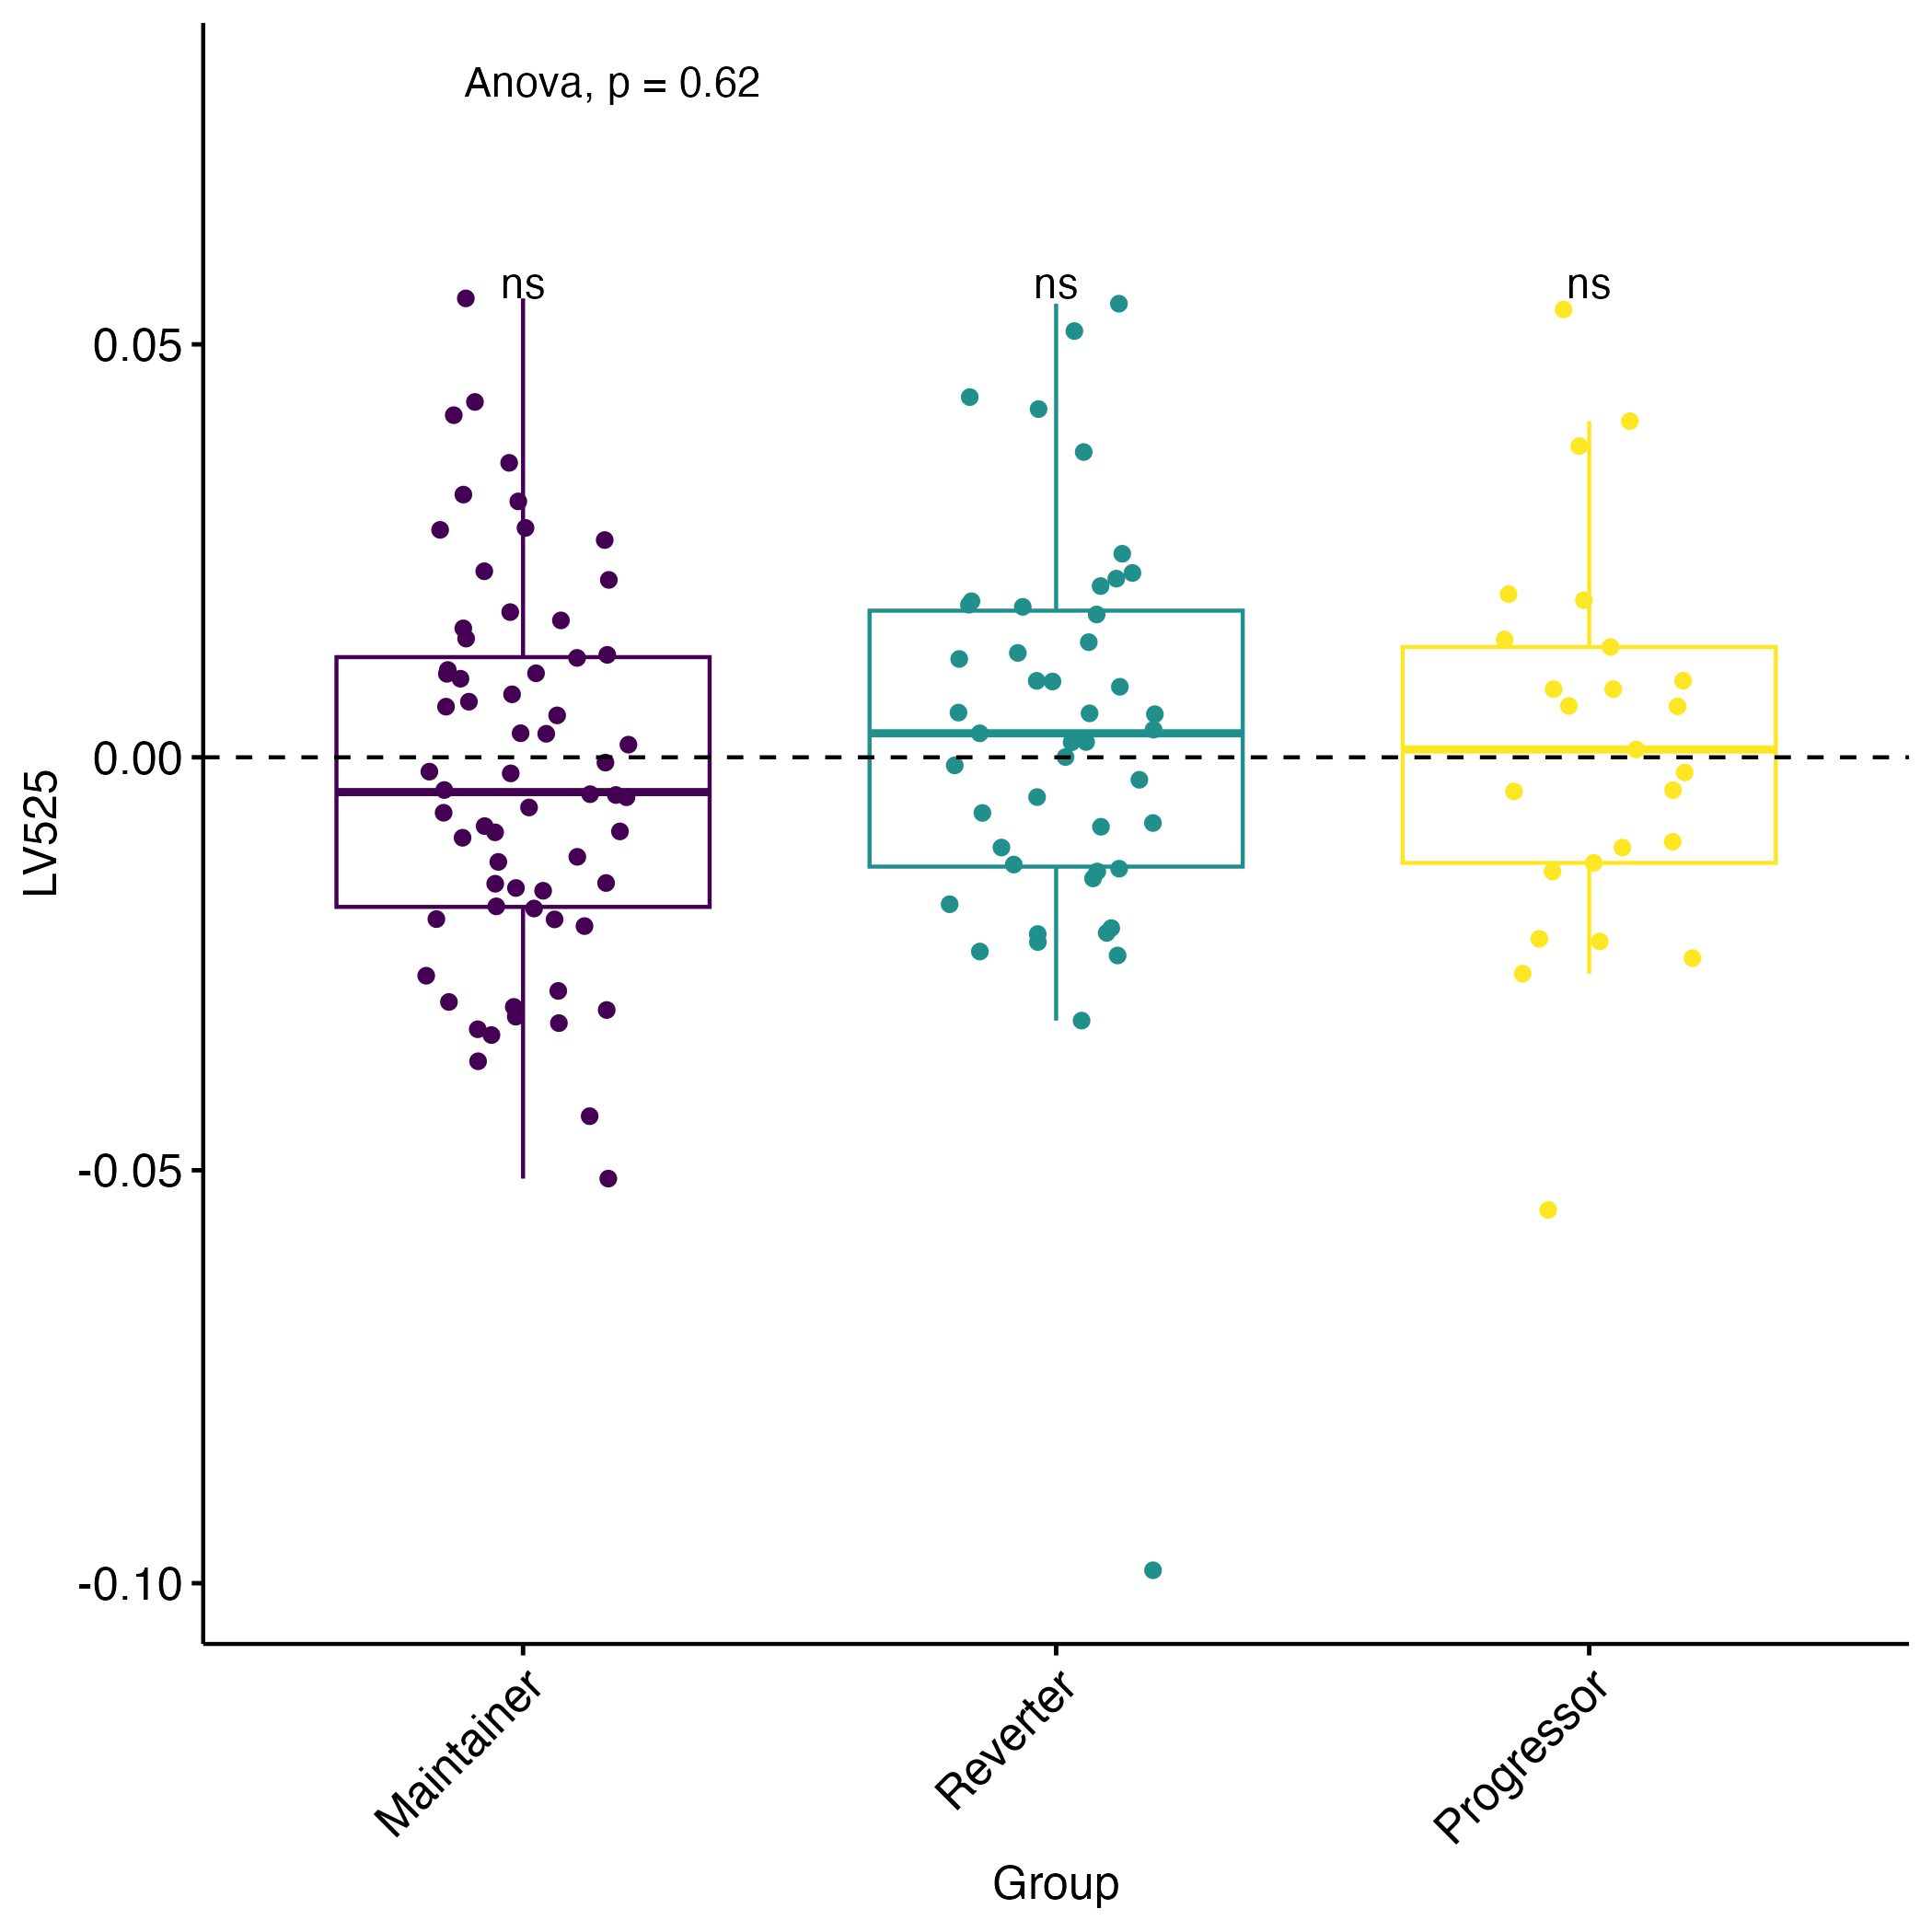 Anova, p = 0.62
ns ns ns
0.05
0.00
-0.05
-0.10
LV525
Maintainer Reverter Progressor
Group